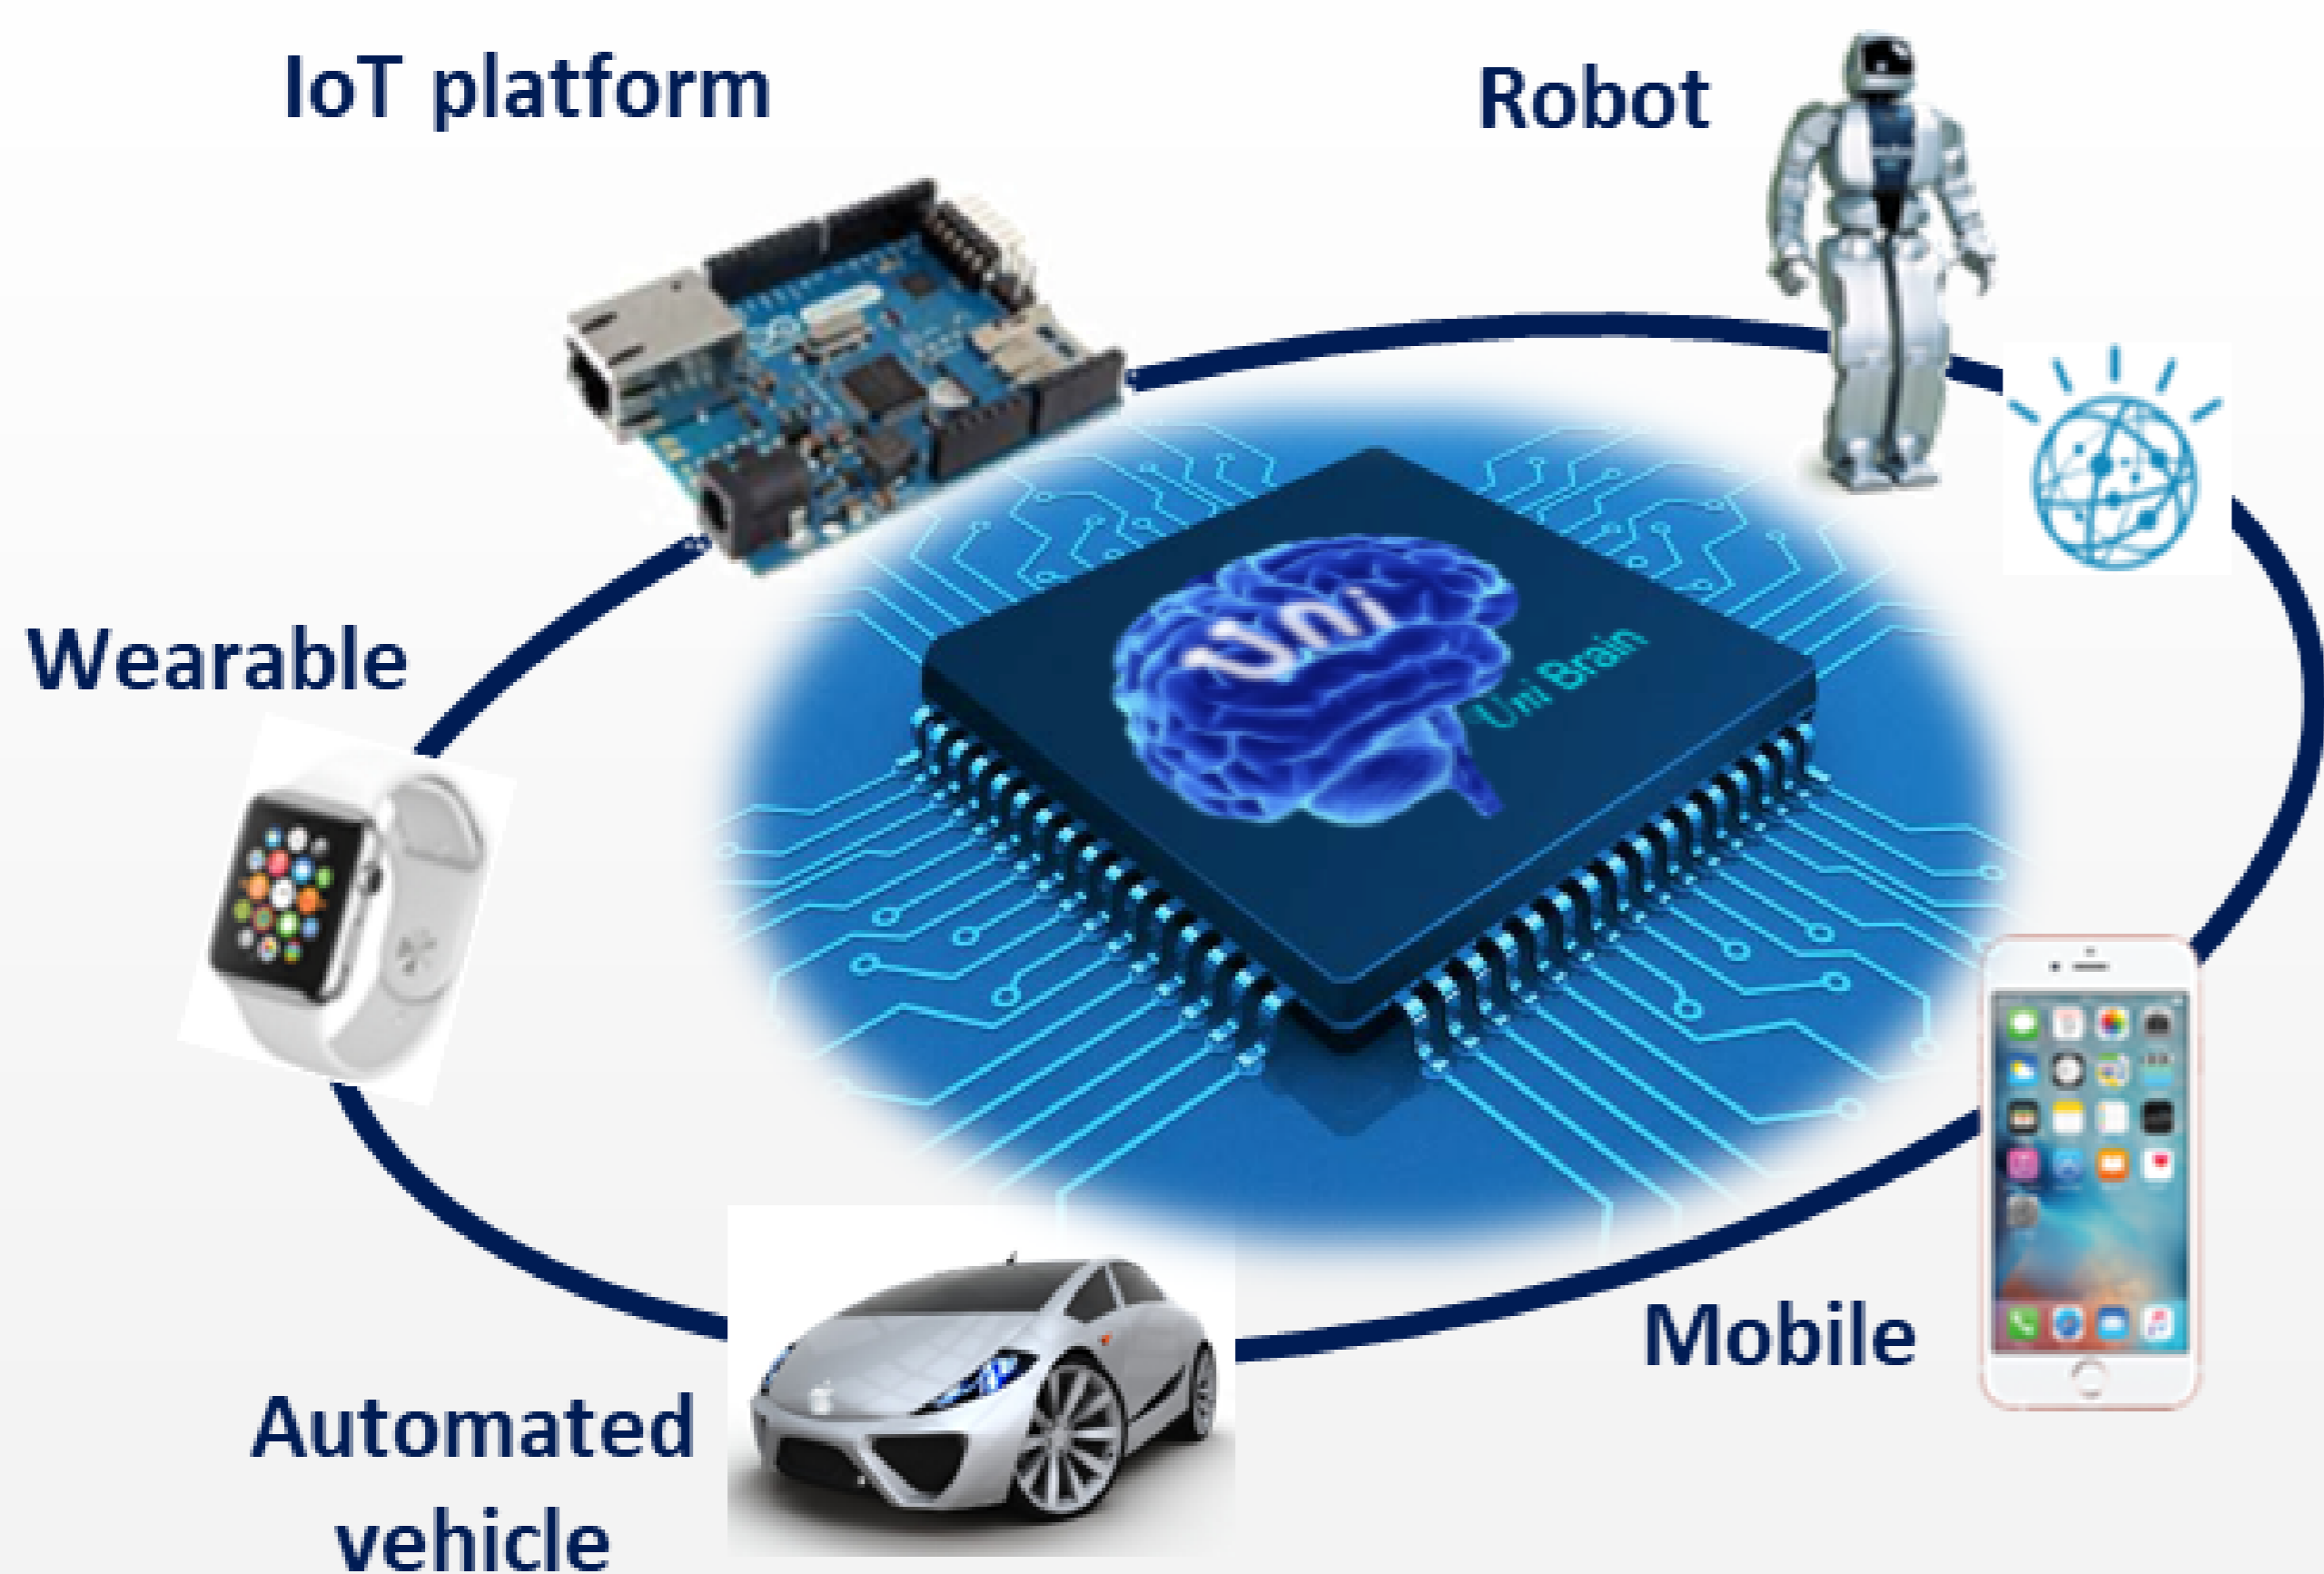 IoT platform
Robot
Wearable
Uni
Uni Brain
Mobile
Automated
vehicle